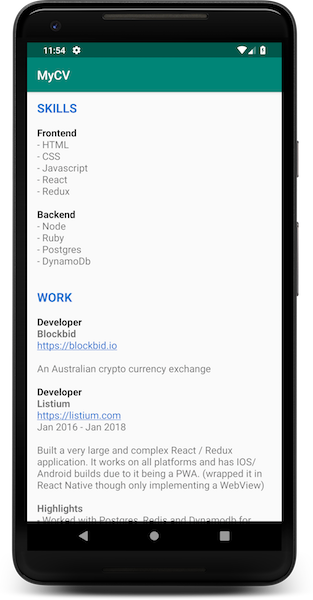 11:54
MyCV
SKILLS
Frontend
- HTML
- CSS
- Javascript
- React
- Redux
Backend
- Node
- Ruby
- Postgres
- DynamoDb
WORK
Developer
Blockbid
https://blockbid.io
An Australian crypto currency exchange
Developer
Listium
https://listium.com
Jan 2016 - Jan 2018
Built a very large and complex React / Redux
application. It works on all platforms and has IOS/
Android builds due to it being a PWA. (wrapped it in
React Native though only implementing a WebView)
Highlights
- Worked with Postgres, Redis and Dynamodb for